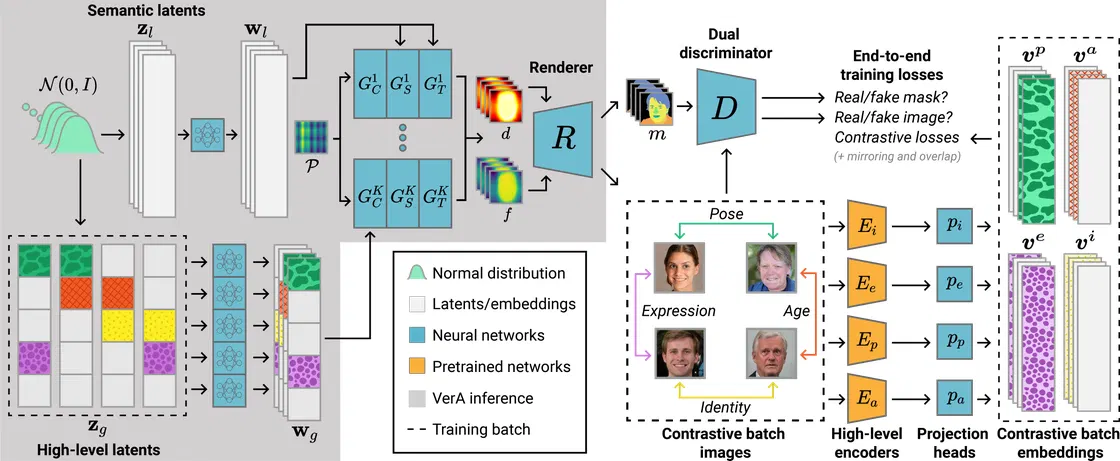 Semantic latents
z_l
w_l
N(0, I)
P
G_C^1
G_S^1
G_T^1
G_C^K
G_S^K
G_T^K
d
f
Renderer
R
m
Dual
discriminator
D
End-to-end
training losses
Real/fake mask?
Real/fake image?
Contrastive losses
(+ mirroring and overlap)
v^p
v^a
v^e
v^i
z_g
High-level latents
w_g
Normal distribution
Latents/embeddings
Neural networks
Pretrained networks
VerA inference
Training batch
Pose
Expression
Age
Identity
Contrastive batch
images
E_i
E_e
E_p
E_a
High-level
encoders
p_i
p_e
p_p
p_a
Projection
heads
Contrastive batch
embeddings